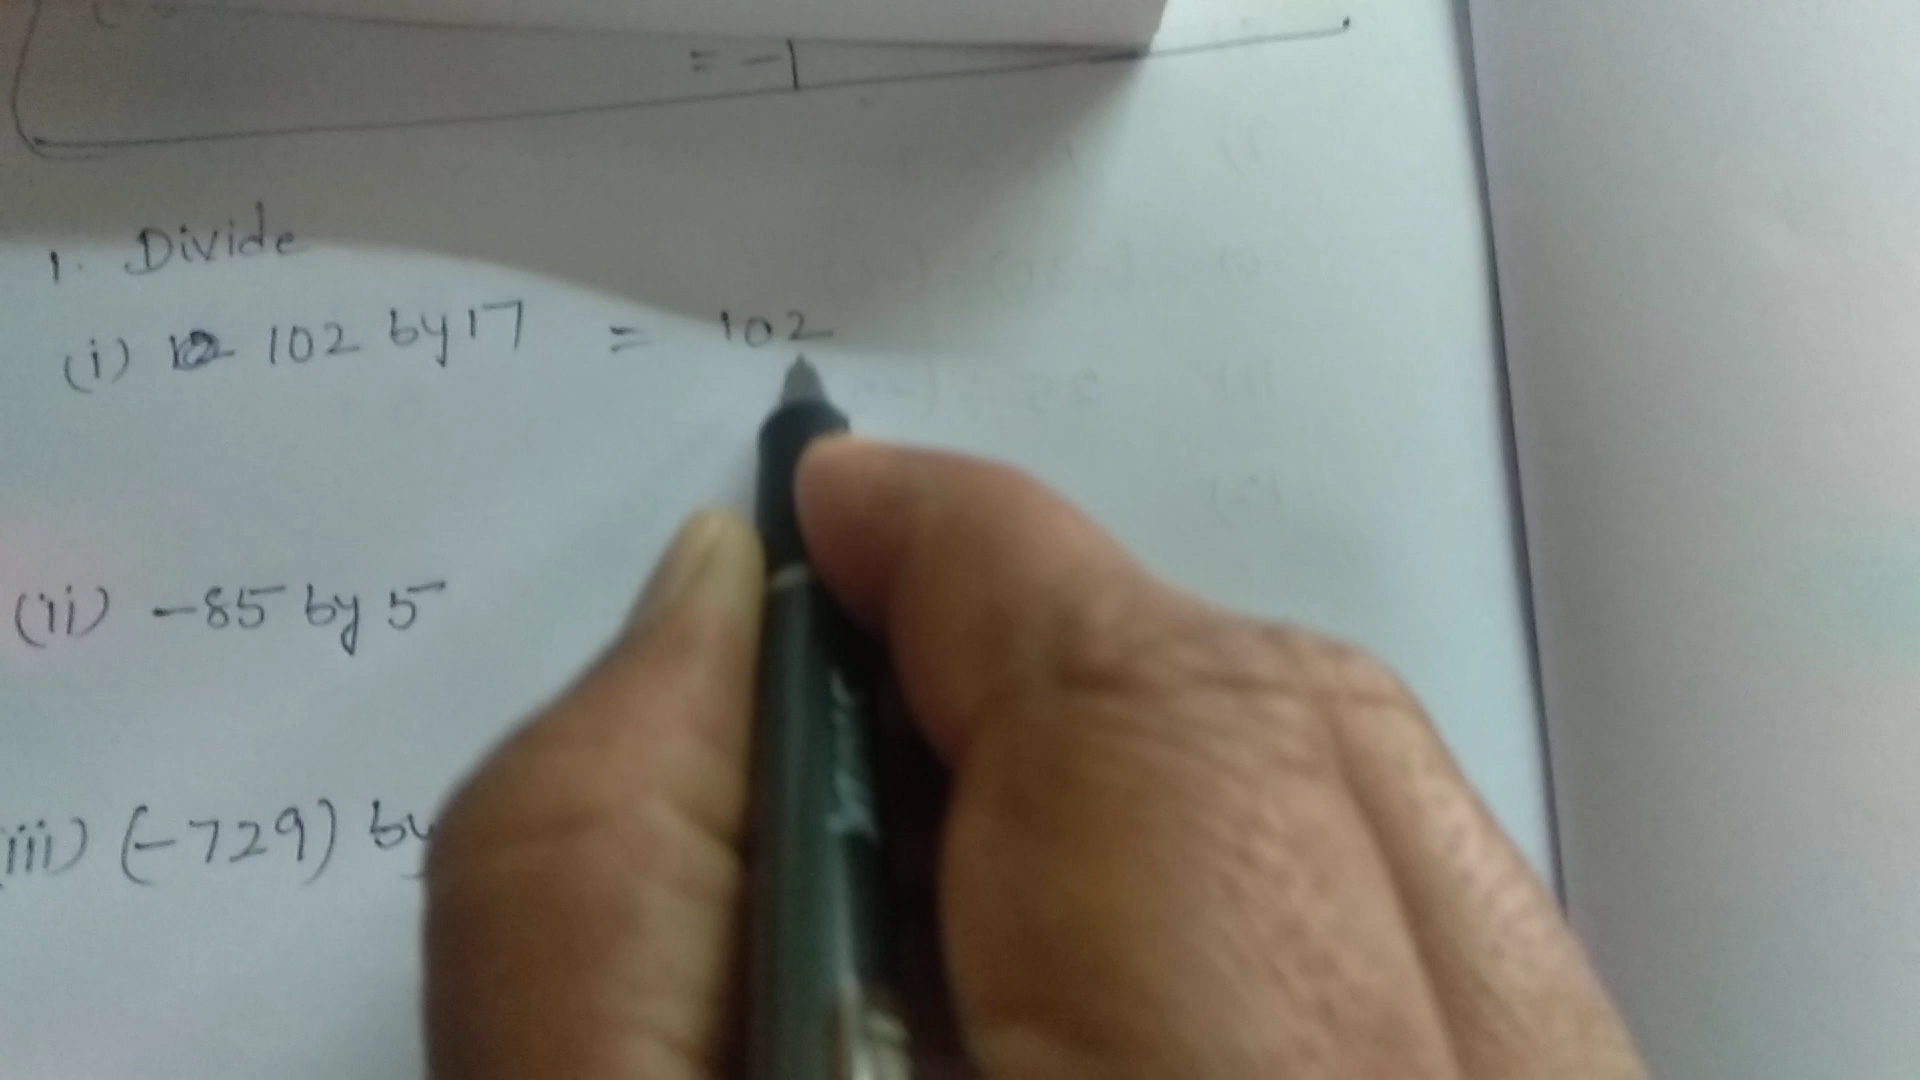 = -1
1. Divide
(i) 102 by 17 = 102
(ii) -85 by 5
(iii) (-729) by